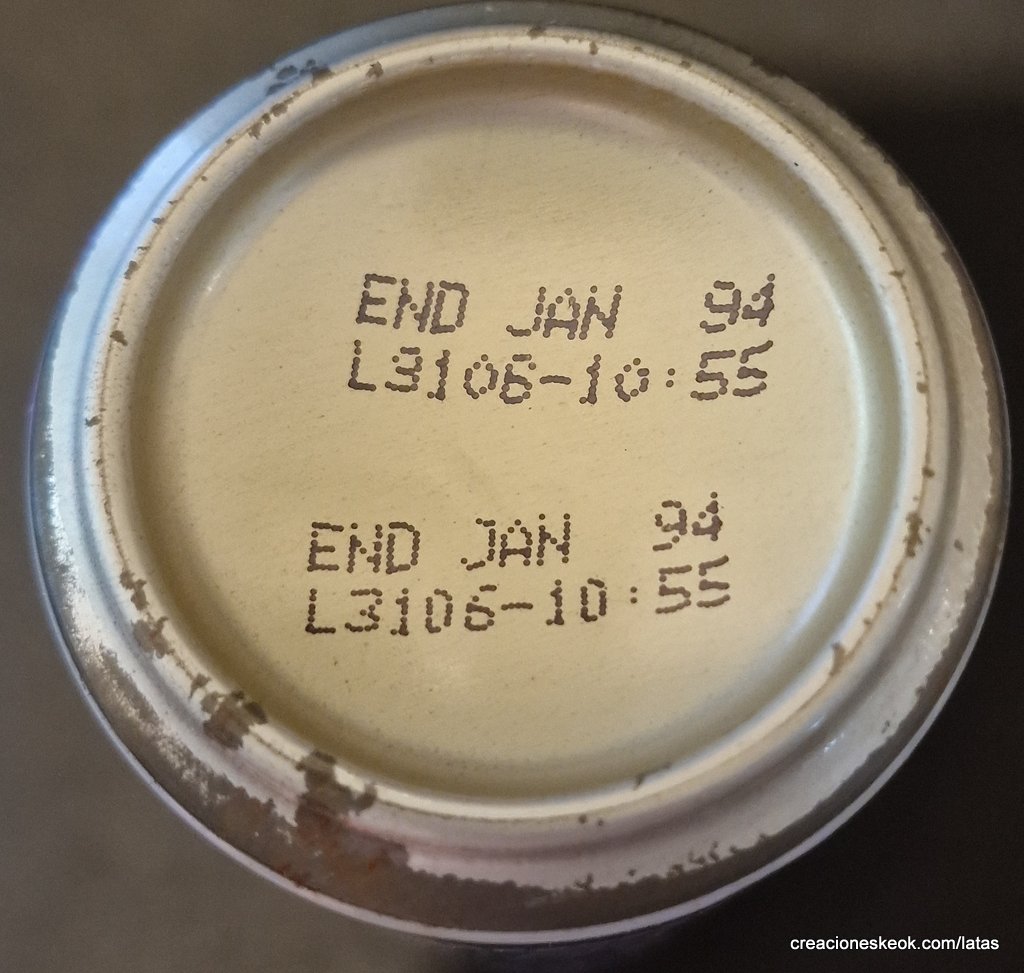 END JAN 94
L3106-10:55
END JAN 94
L3106-10:55
creacioneskeok.com/latas